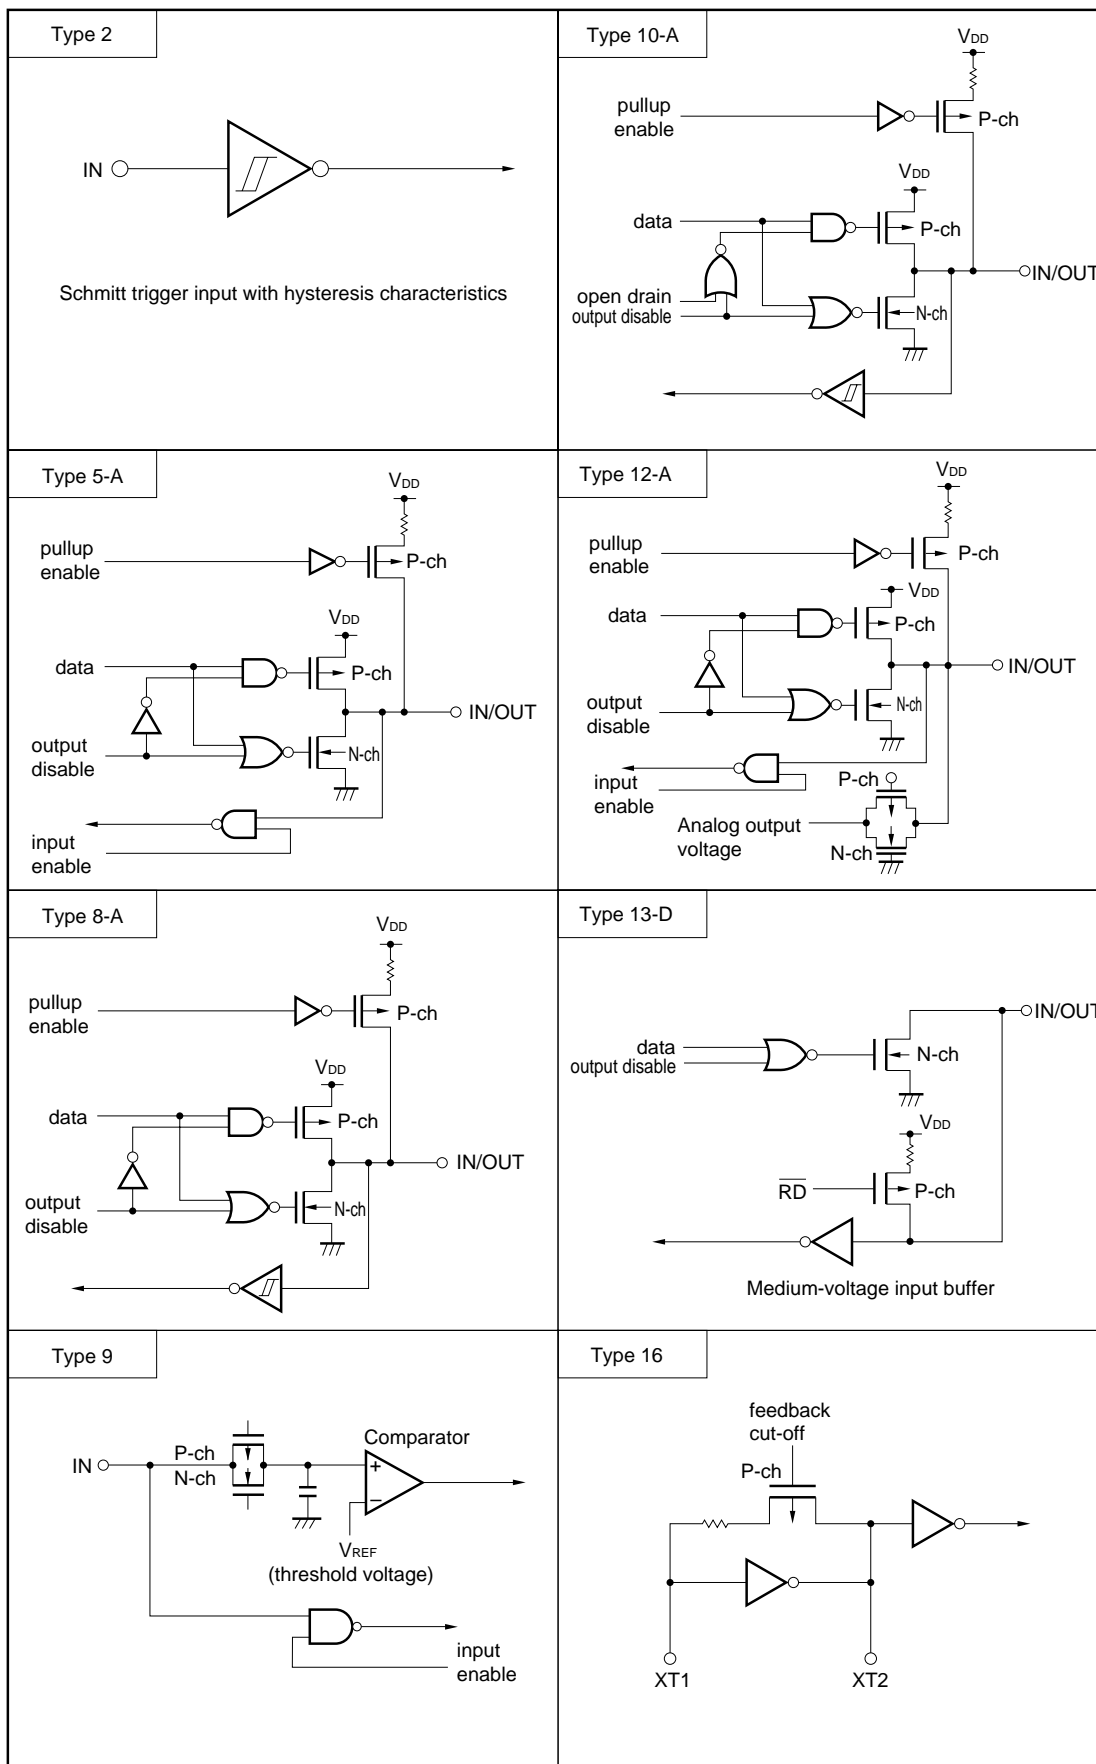 Type 2
IN
Schmitt trigger input with hysteresis characteristics
Type 10-A
VDD
pullup
enable
P-ch
VDD
data
P-ch
IN/OUT
open drain
output disable
N-ch
Type 5-A
VDD
pullup
enable
P-ch
VDD
data
P-ch
IN/OUT
output
disable
N-ch
input
enable
Type 12-A
VDD
pullup
enable
P-ch
VDD
data
P-ch
IN/OUT
output
disable
N-ch
input
enable
P-ch
Analog output
voltage
N-ch
Type 8-A
VDD
pullup
enable
P-ch
VDD
data
P-ch
IN/OUT
output
disable
N-ch
Type 13-D
IN/OUT
data
output disable
N-ch
VDD
RD
P-ch
Medium-voltage input buffer
Type 9
Comparator
P-ch
IN
N-ch
+
−
VREF
(threshold voltage)
input
enable
Type 16
feedback
cut-off
P-ch
XT1
XT2